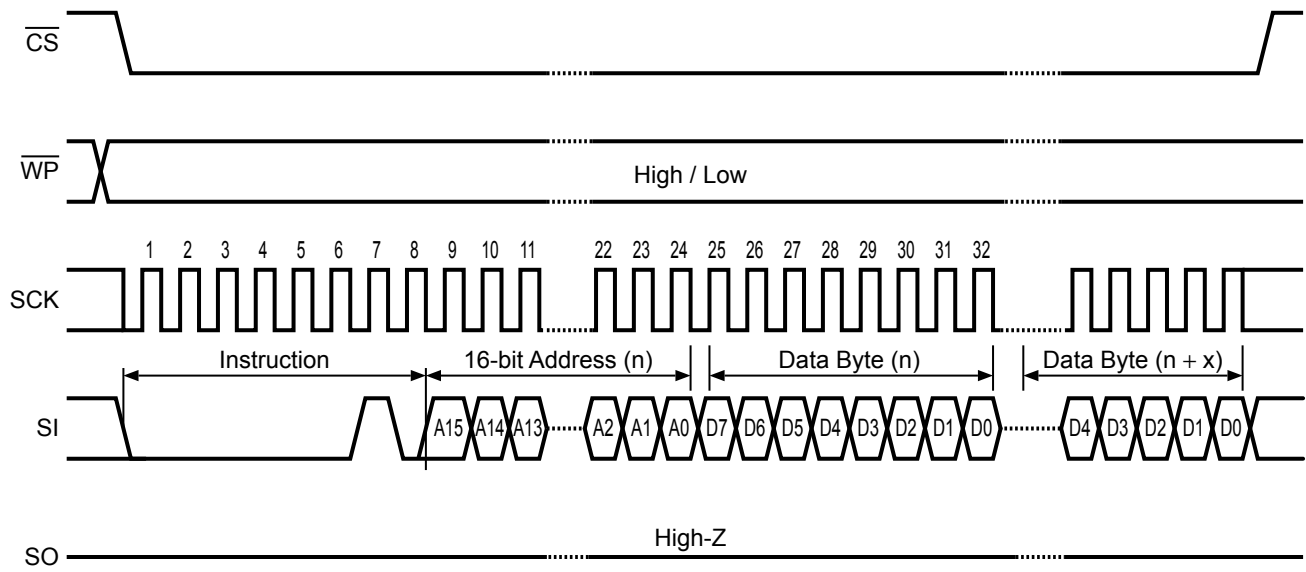 CS
WP
High / Low
1 2 3 4 5 6 7 8 9 10 11 22 23 24 25 26 27 28 29 30 31 32
SCK
Instruction 16-bit Address (n) Data Byte (n) Data Byte (n + x)
SI A15 A14 A13 A2 A1 A0 D7 D6 D5 D4 D3 D2 D1 D0 D4 D3 D2 D1 D0
High-Z
SO